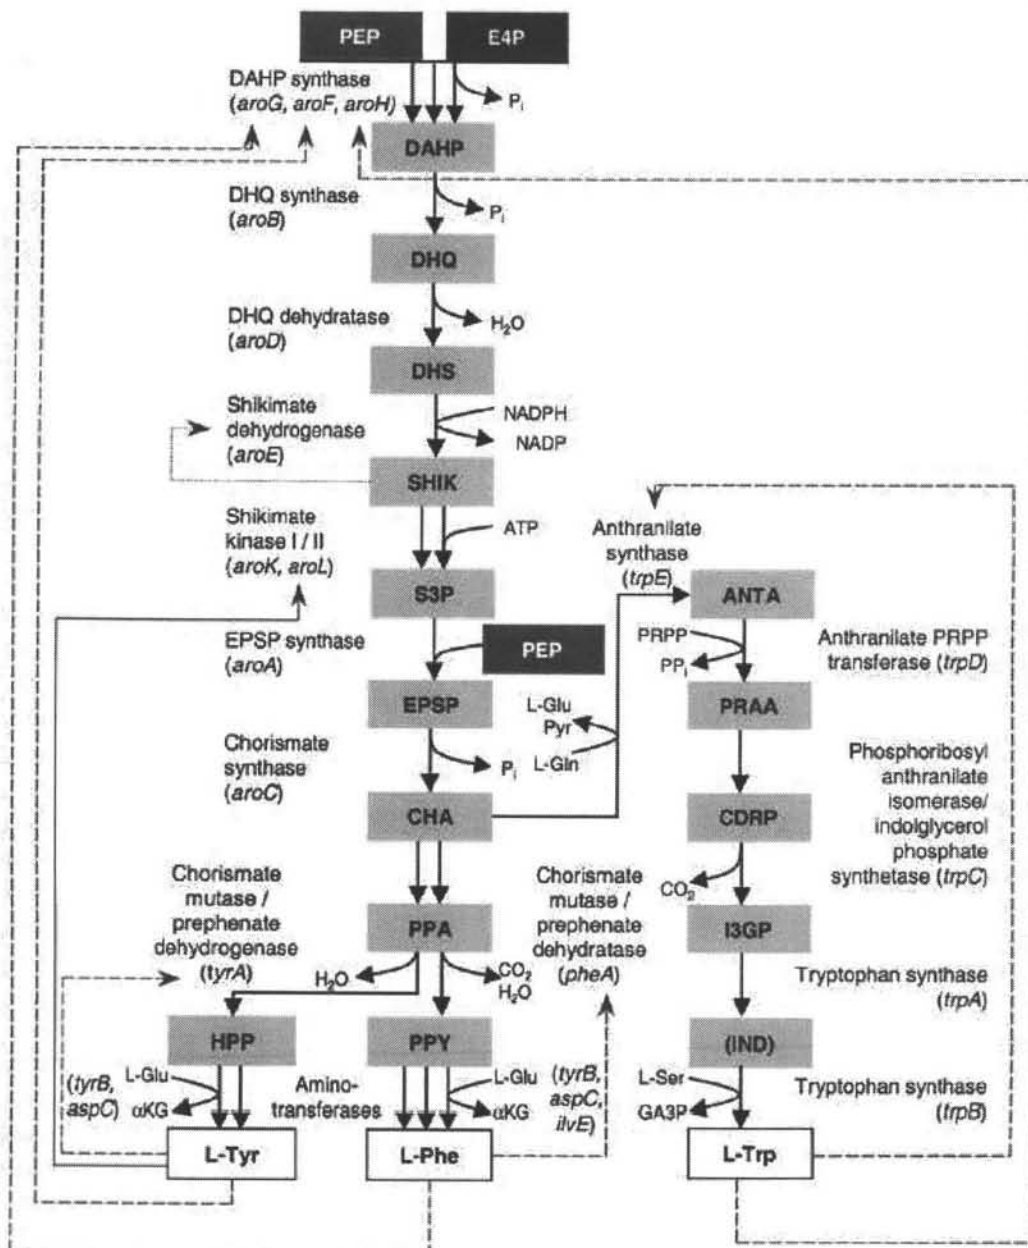 PEP
E4P
DAHP synthase
(aroG, aroF, aroH)
Pi
DAHP
DHQ synthase
(aroB)
Pi
DHQ
DHQ dehydratase
(aroD)
H2O
DHS
Shikimate
dehydrogenase
(aroE)
NADPH
NADP
SHIK
Shikimate
kinase I / II
(aroK, aroL)
ATP
Anthranilate
synthase
(trpE)
S3P
ANTA
EPSP synthase
(aroA)
PEP
PRPP
PPi
Anthranilate PRPP
transferase (trpD)
EPSP
L-Glu
Pyr
L-Gln
PRAA
Chorismate
synthase
(aroC)
Pi
Phosphoribosyl
anthranilate
isomerase/
indolglycerol
phosphate
synthetase (trpC)
CHA
CDRP
CO2
Chorismate
mutase /
prephenate
dehydrogenase
(tyrA)
PPA
Chorismate
mutase /
prephenate
dehydratase
(pheA)
I3GP
H2O
CO2
H2O
Tryptophan synthase
(trpA)
HPP
PPY
(IND)
(tyrB,
aspC)
L-Glu
αKG
Amino-
transferases
L-Glu
αKG
(tyrB,
aspC,
ilvE)
L-Ser
GA3P
Tryptophan synthase
(trpB)
L-Tyr
L-Phe
L-Trp